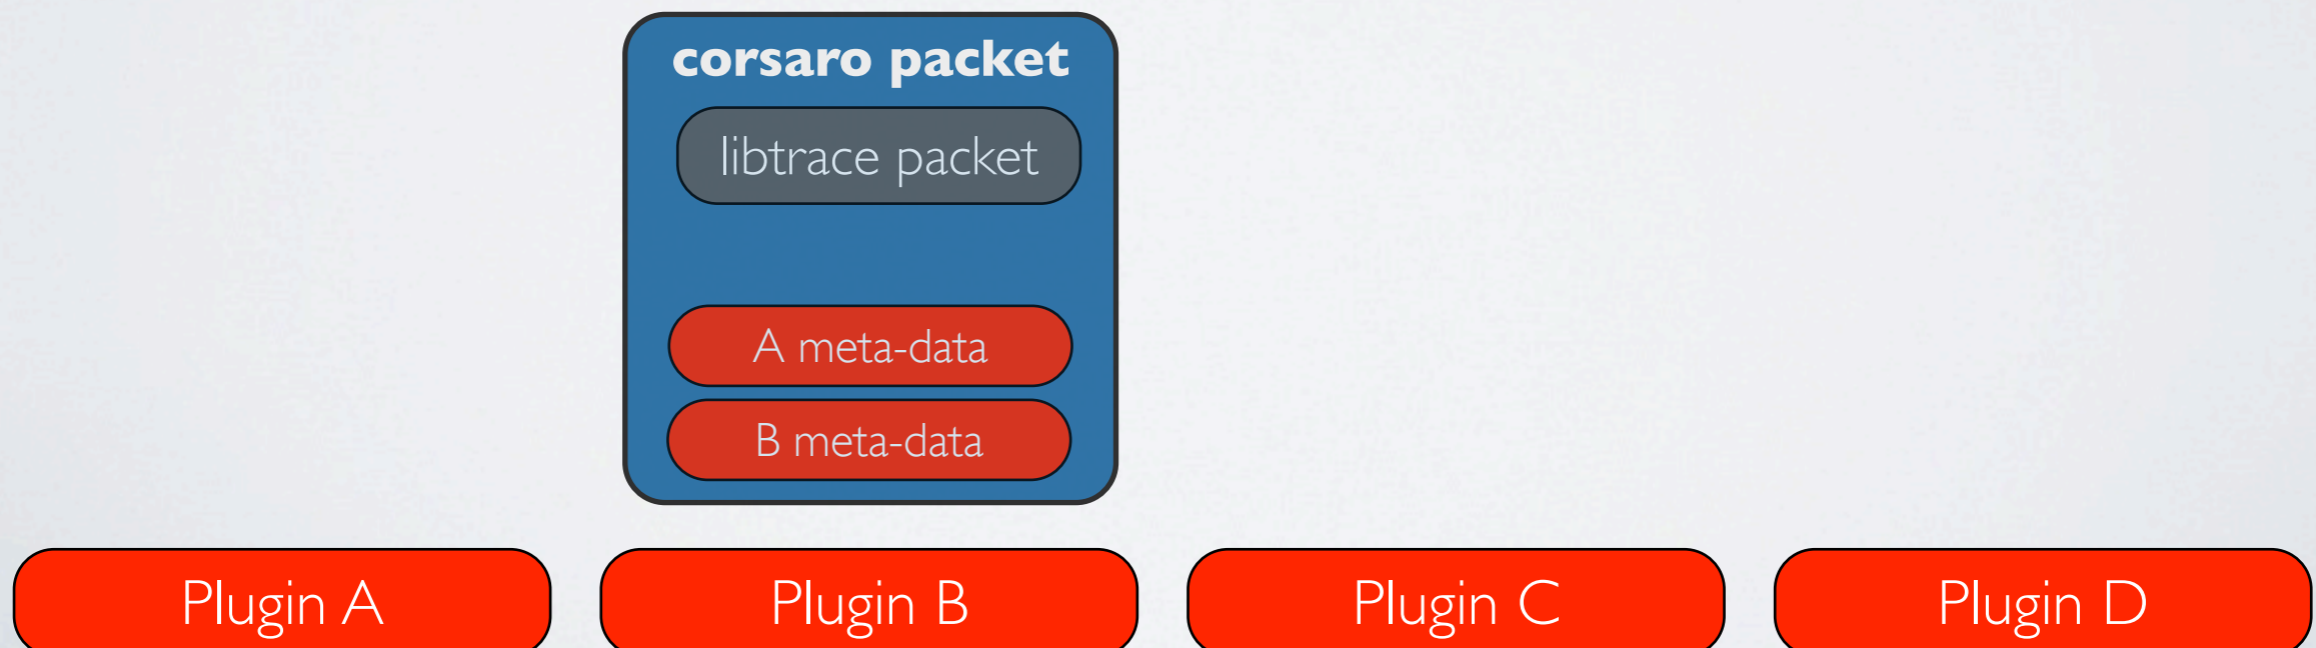 corsaro packet
libtrace packet
A meta-data
B meta-data
Plugin A
Plugin B
Plugin C
Plugin D